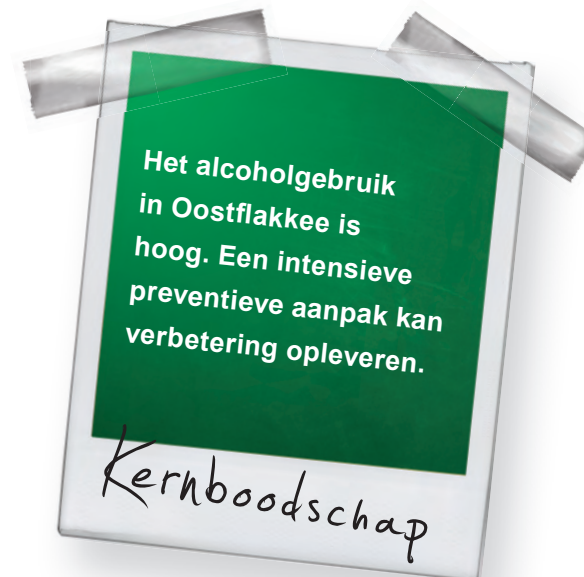 Het alcoholgebruik
in Oostflakkee is
hoog. Een intensieve
preventieve aanpak kan
verbetering opleveren.
Kernboodschap